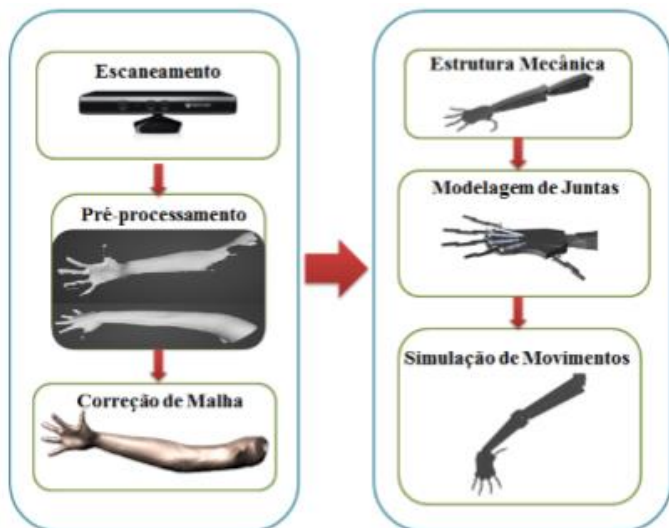 Escaneamento
Pré-processamento
Correção de Malha
Estrutura Mecânica
Modelagem de Juntas
Simulação de Movimentos